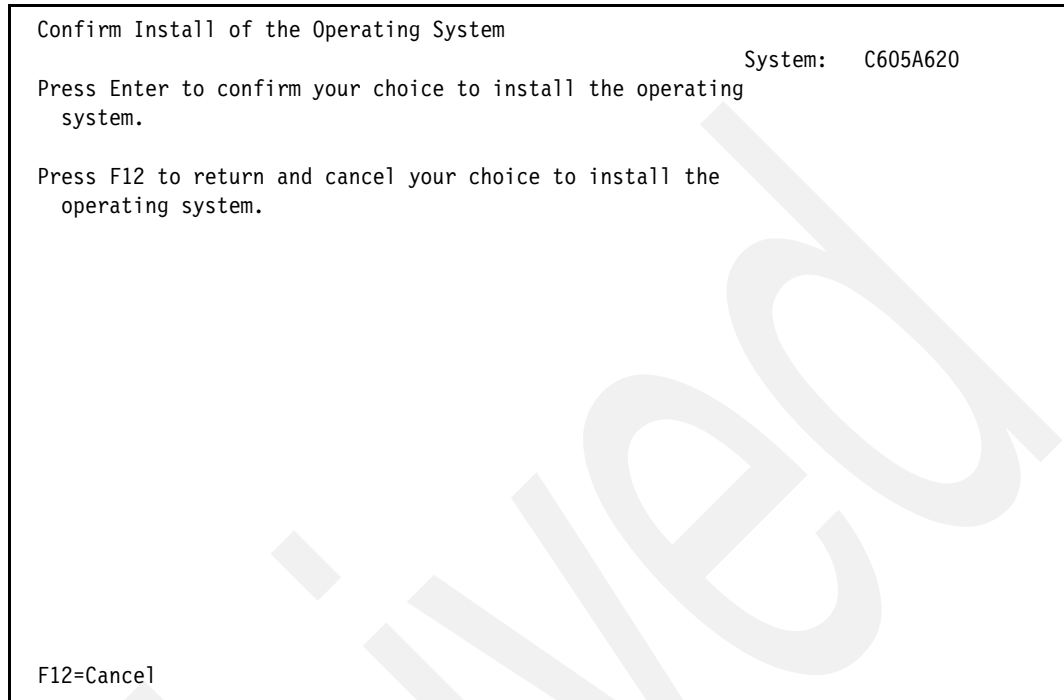 Confirm Install of the Operating System
System: C605A620
Press Enter to confirm your choice to install the operating
system.
Press F12 to return and cancel your choice to install the
operating system.
F12=Cancel